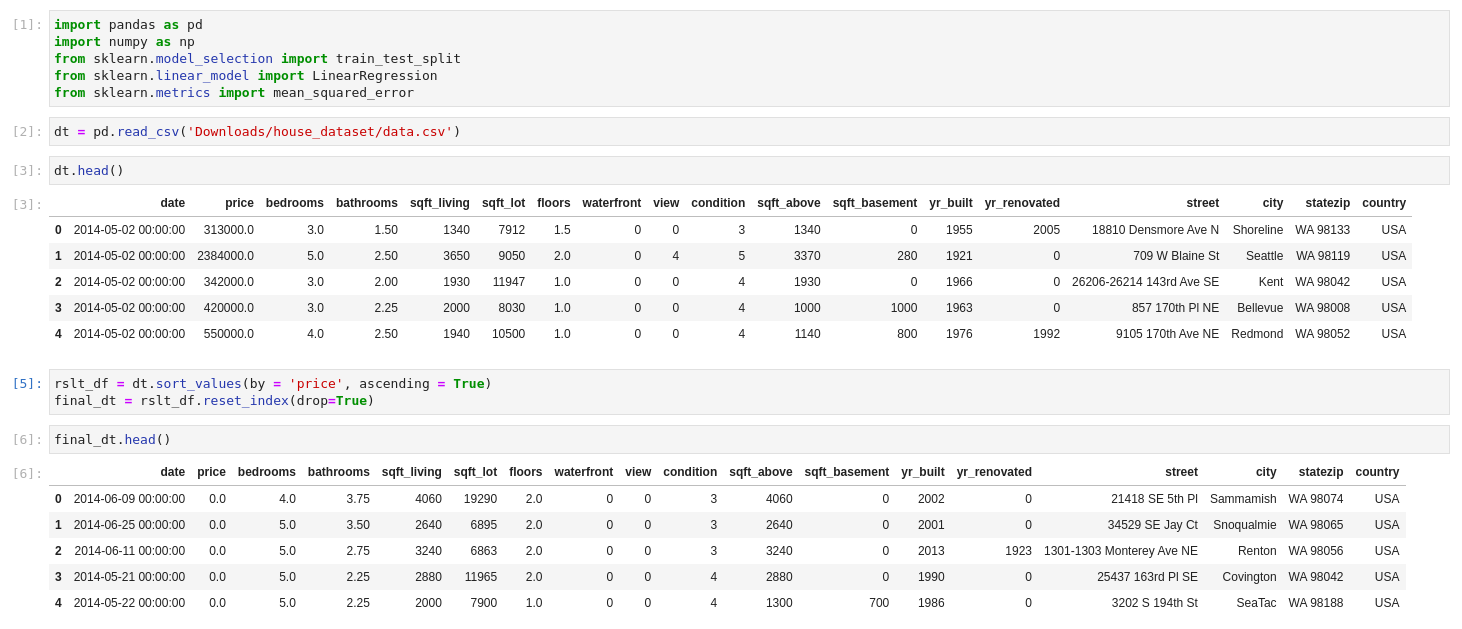 [1]: import pandas as pd
import numpy as np
from sklearn.model_selection import train_test_split
from sklearn.linear_model import LinearRegression
from sklearn.metrics import mean_squared_error
[2]: dt = pd.read_csv('Downloads/house_dataset/data.csv')
[3]: dt.head()
[3]: date price bedrooms bathrooms sqft_living sqft_lot floors waterfront view condition sqft_above sqft_basement yr_built yr_renovated street city statezip country
0 2014-05-02 00:00:00 313000.0 3.0 1.50 1340 7912 1.5 0 0 3 1340 0 1955 2005 18810 Densmore Ave N Shoreline WA 98133 USA
1 2014-05-02 00:00:00 2384000.0 5.0 2.50 3650 9050 2.0 0 4 5 3370 280 1921 0 709 W Blaine St Seattle WA 98119 USA
2 2014-05-02 00:00:00 342000.0 3.0 2.00 1930 11947 1.0 0 0 4 1930 0 1966 0 26206-26214 143rd Ave SE Kent WA 98042 USA
3 2014-05-02 00:00:00 420000.0 3.0 2.25 2000 8030 1.0 0 0 4 1000 1000 1963 0 857 170th Pl NE Bellevue WA 98008 USA
4 2014-05-02 00:00:00 550000.0 4.0 2.50 1940 10500 1.0 0 0 4 1140 800 1976 1992 9105 170th Ave NE Redmond WA 98052 USA
[5]: rslt_df = dt.sort_values(by = 'price', ascending = True)
final_dt = rslt_df.reset_index(drop=True)
[6]: final_dt.head()
[6]: date price bedrooms bathrooms sqft_living sqft_lot floors waterfront view condition sqft_above sqft_basement yr_built yr_renovated street city statezip country
0 2014-06-09 00:00:00 0.0 4.0 3.75 4060 19290 2.0 0 0 3 4060 0 2002 0 21418 SE 5th Pl Sammamish WA 98074 USA
1 2014-06-25 00:00:00 0.0 5.0 3.50 2640 6895 2.0 0 0 3 2640 0 2001 0 34529 SE Jay Ct Snoqualmie WA 98065 USA
2 2014-06-11 00:00:00 0.0 5.0 2.75 3240 6863 2.0 0 0 3 3240 0 2013 1923 1301-1303 Monterey Ave NE Renton WA 98056 USA
3 2014-05-21 00:00:00 0.0 5.0 2.25 2880 11965 2.0 0 0 4 2880 0 1990 0 25437 163rd Pl SE Covington WA 98042 USA
4 2014-05-22 00:00:00 0.0 5.0 2.25 2000 7900 1.0 0 0 4 1300 700 1986 0 3202 S 194th St SeaTac WA 98188 USA